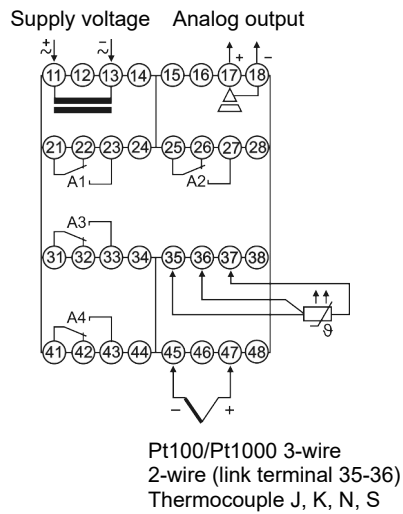 Supply voltage Analog output
+ ~ − ~ + −
11 12 13 14 15 16 17 18
21 22 23 24 25 26 27 28
A1 A2
A3
31 32 33 34 35 36 37 38
ϑ
A4
41 42 43 44 45 46 47 48
− +
Pt100/Pt1000 3-wire
2-wire (link terminal 35-36)
Thermocouple J, K, N, S